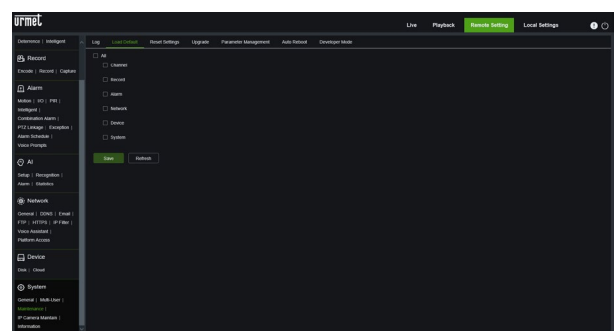 urmet
Live Playback Remote Setting Local Settings
Deterrence | Intelligent
Log Load Default Reset Settings Upgrade Parameter Management Auto Reboot Developer Mode
All
Channel
Record
Alarm
Network
Device
System
Save Refresh
Record
Encode | Record | Capture
Alarm
Motion | I/O | PIR |
Intelligent |
Combination Alarm |
PTZ Linkage | Exception |
Alarm Schedule |
Voice Prompts
AI
Setup | Recognition |
Alarm | Statistics
Network
General | DDNS | Email |
FTP | HTTPS | IP Filter |
Voice Assistant |
Platform Access
Device
Disk | Cloud
System
General | Multi-User |
Maintenance |
IP Camera Maintain |
Information